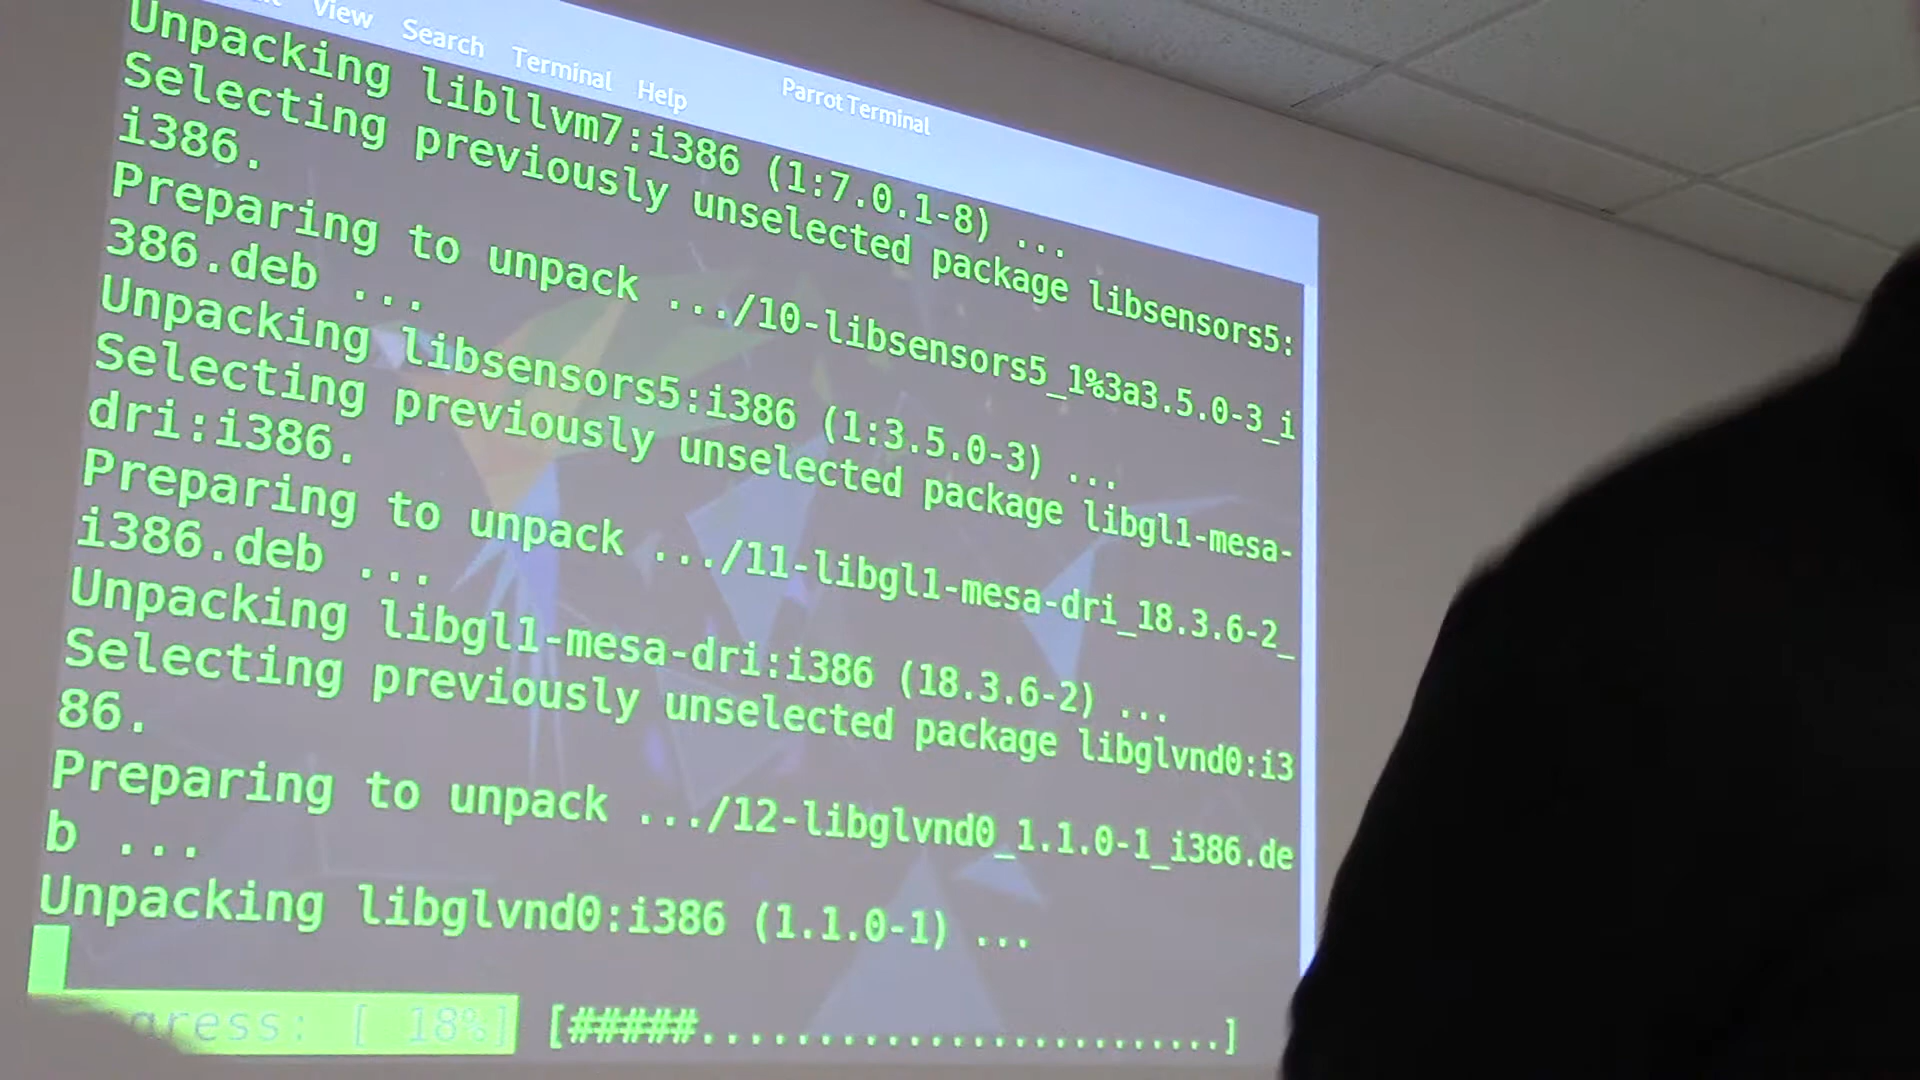 View Search Terminal Help Parrot Terminal
Unpacking libllvm7:i386 (1:7.0.1-8) ...
Selecting previously unselected package libsensors5:
i386.
Preparing to unpack .../10-libsensors5_1%3a3.5.0-3_i
386.deb ...
Unpacking libsensors5:i386 (1:3.5.0-3) ...
Selecting previously unselected package libgl1-mesa-
dri:i386.
Preparing to unpack .../11-libgl1-mesa-dri_18.3.6-2_
i386.deb ...
Unpacking libgl1-mesa-dri:i386 (18.3.6-2) ...
Selecting previously unselected package libglvnd0:i3
86.
Preparing to unpack .../12-libglvnd0_1.1.0-1_i386.de
b ...
Unpacking libglvnd0:i386 (1.1.0-1) ...
gress: [ 18%] [#####..........................]